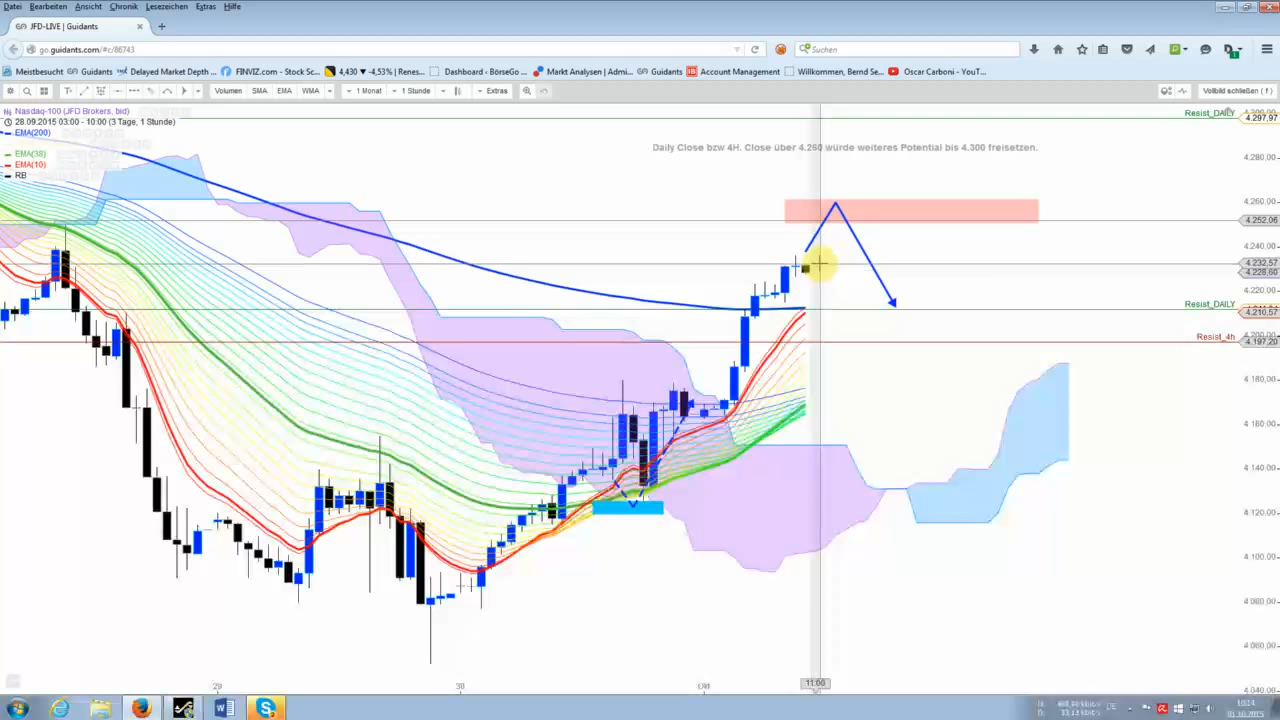 Datei Bearbeiten Ansicht Chronik Lesezeichen Extras Hilfe
JFD-LIVE | Guidants
go.guidants.com/#c/86743
Suchen
Meistbesucht Guidants Delayed Market Depth ... FINVIZ.com - Stock Sc... 4,430 ▾ -4,53% | Renes... Dashboard ‹ BörseGo ... Markt Analysen | Admi... Guidants Account Management Willkommen, Bernd Se... Oscar Carboni - YouT...
Volumen SMA EMA WMA 1 Monat 1 Stunde Extras Vollbild schließen ( f )
Nasdaq-100 (JFD Brokers, bid)
28.09.2015 03:00 - 10:00 (3 Tage, 1 Stunde)
EMA(200)
EMA(38)
EMA(10)
RB
Resist_DAILY
4.297,97
Daily Close bzw 4H. Close über 4.260 würde weiteres Potential bis 4.300 freisetzen.
4.280,00
4.260,00
4.252,06
4.240,00
4.232,57
4.228,60
4.220,00
Resist_DAILY
4.210,57
Resist_4h
4.197,20
4.180,00
4.160,00
4.140,00
4.120,00
4.100,00
4.080,00
4.060,00
4.040,00
29 30 Okt
11:00
DE
10:14
01.10.2015